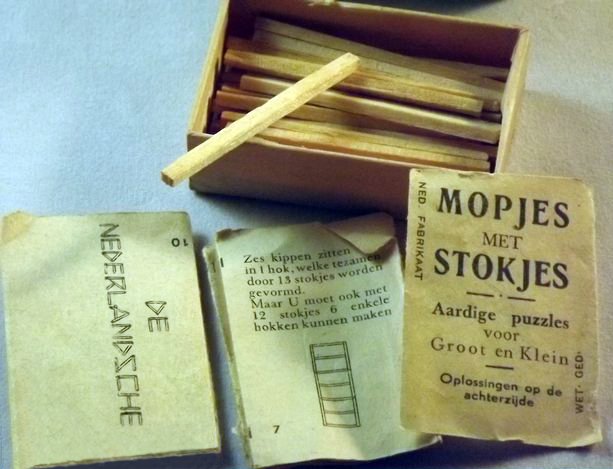 10
DE
NEDERLANDSCHE
Zes kippen zitten
in 1 hok, welke tezamen
door 13 stokjes worden
gevormd.
Maar U moet ook met
12 stokjes 6 enkele
hokken kunnen maken
7
NED. FABRIKAAT
MOPJES
MET
STOKJES
Aardige puzzles
voor
Groot en Klein
Oplossingen op de
achterzijde
WET. GED.